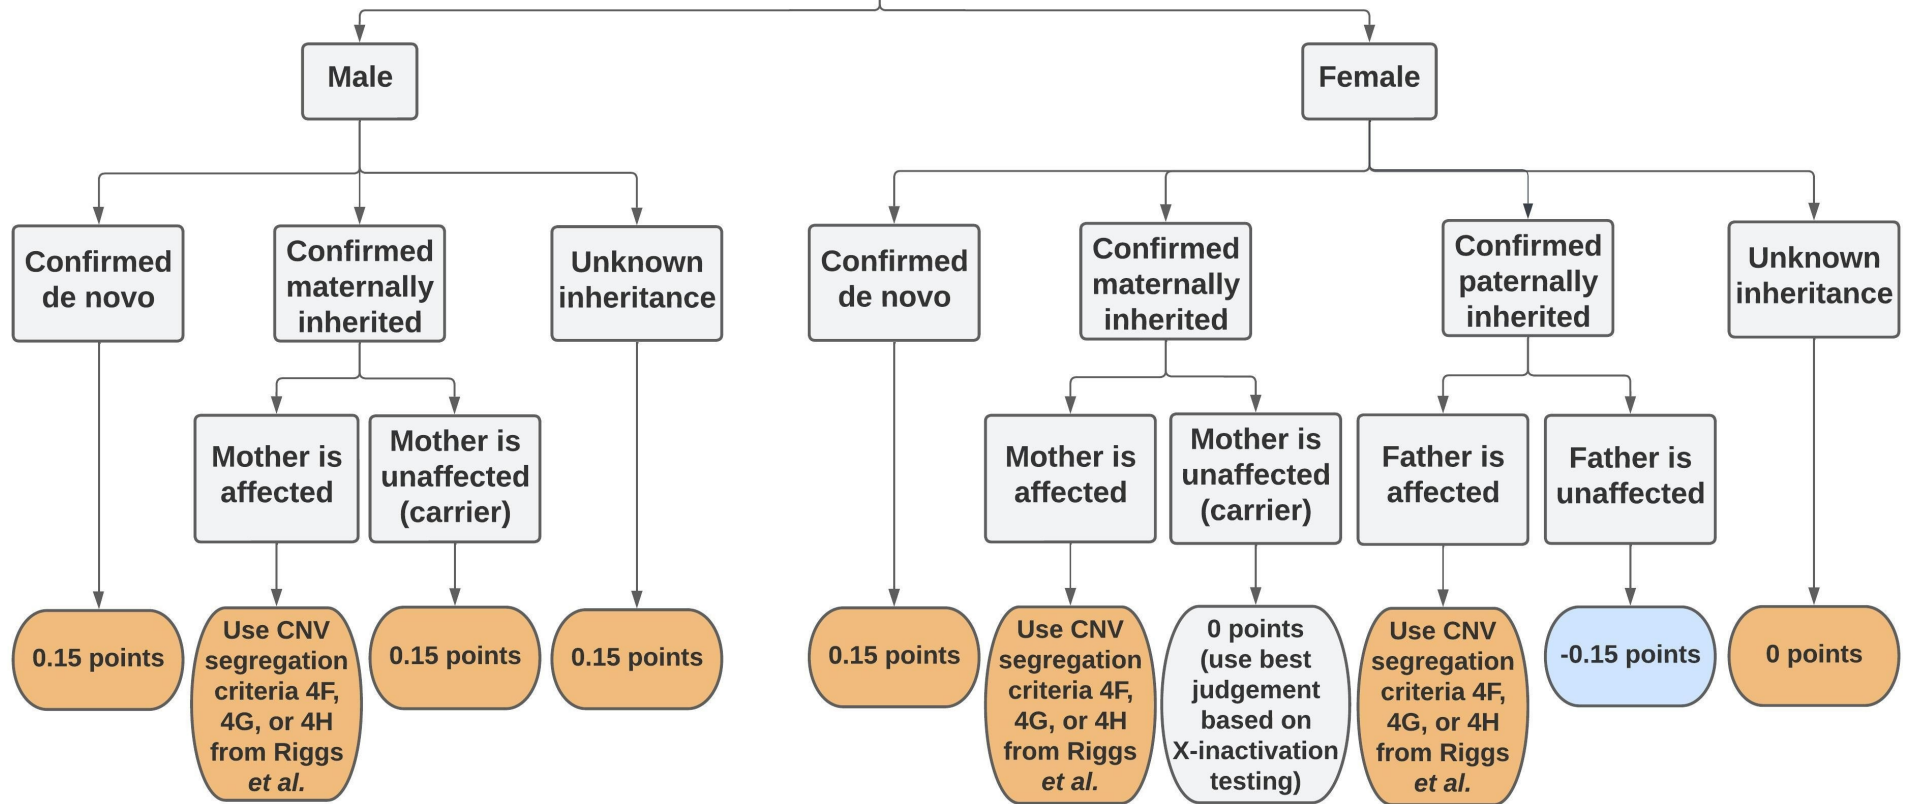 Male
Female
Confirmed
de novo
Confirmed
maternally
inherited
Unknown
inheritance
Confirmed
de novo
Confirmed
maternally
inherited
Confirmed
paternally
inherited
Unknown
inheritance
Mother is
affected
Mother is
unaffected
(carrier)
Mother is
affected
Mother is
unaffected
(carrier)
Father is
affected
Father is
unaffected
0.15 points
Use CNV
segregation
criteria 4F,
4G, or 4H
from Riggs
et al.
0.15 points
0.15 points
0.15 points
Use CNV
segregation
criteria 4F,
4G, or 4H
from Riggs
et al.
0 points
(use best
judgement
based on
X-inactivation
testing)
Use CNV
segregation
criteria 4F,
4G, or 4H
from Riggs
et al.
-0.15 points
0 points